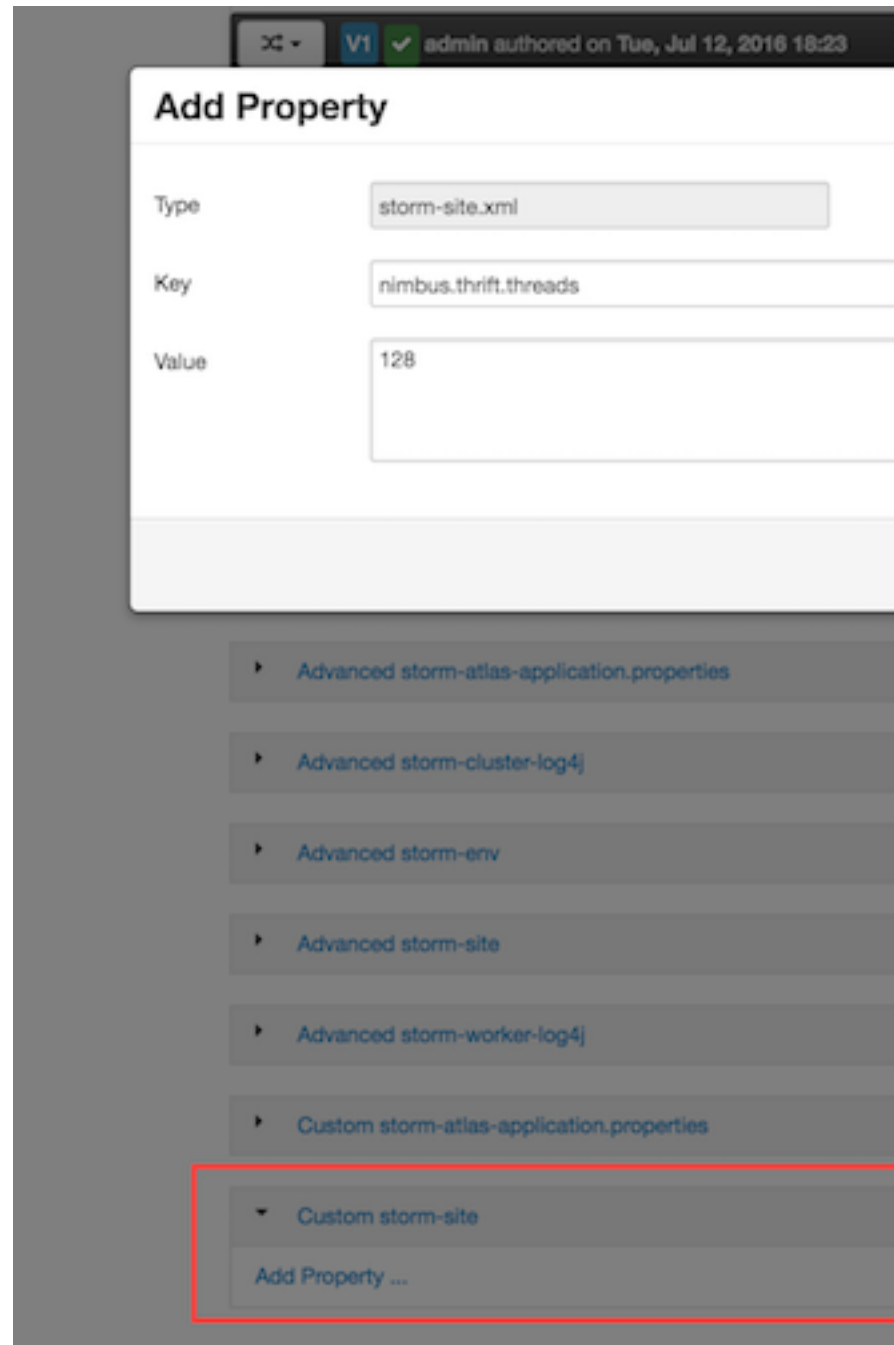 V1 admin authored on Tue, Jul 12, 2016 18:23
Add Property
Type
storm-site.xml
Key
nimbus.thrift.threads
Value
128
Advanced storm-atlas-application.properties
Advanced storm-cluster-log4j
Advanced storm-env
Advanced storm-site
Advanced storm-worker-log4j
Custom storm-atlas-application.properties
Custom storm-site
Add Property ...